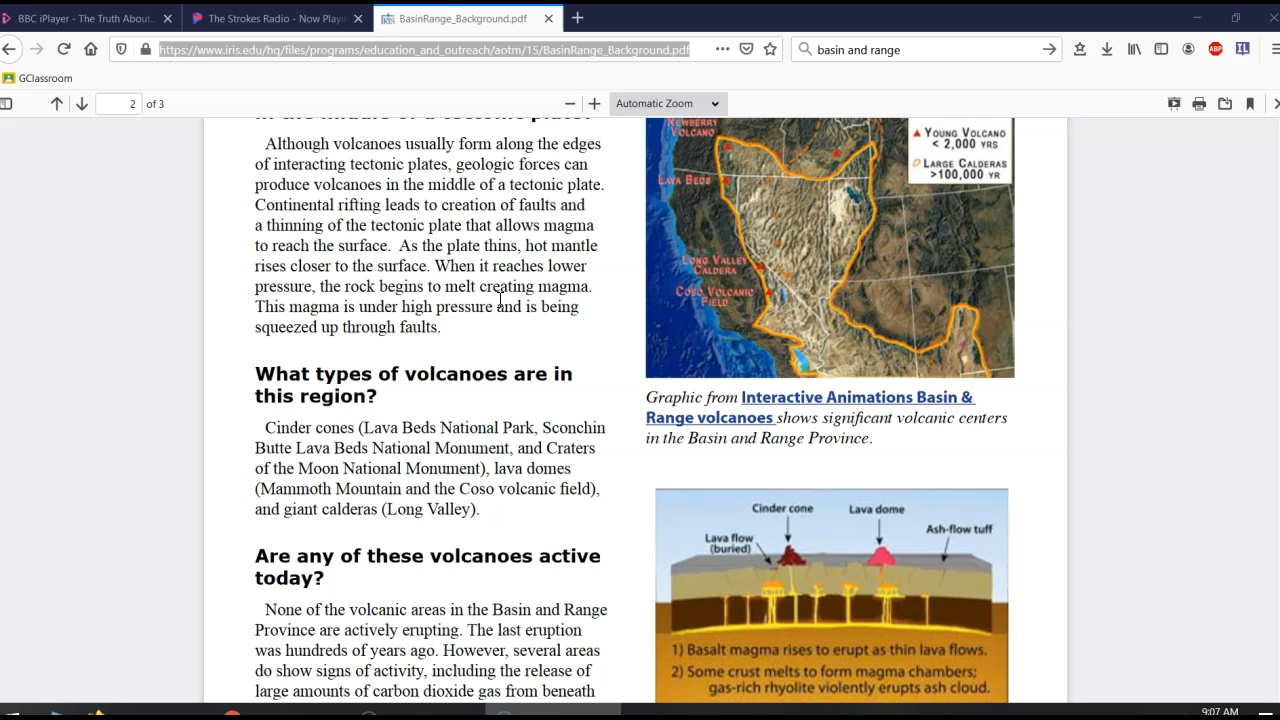 BBC iPlayer - The Truth About
The Strokes Radio - Now Playin
BasinRange_Background.pdf
https://www.iris.edu/hq/files/programs/education_and_outreach/aotm/15/BasinRange_Background.pdf
basin and range
ABP
IL
GClassroom
2 of 3
Automatic Zoom
in the middle of a tectonic plate?
Although volcanoes usually form along the edges
of interacting tectonic plates, geologic forces can
produce volcanoes in the middle of a tectonic plate.
Continental rifting leads to creation of faults and
a thinning of the tectonic plate that allows magma
to reach the surface. As the plate thins, hot mantle
rises closer to the surface. When it reaches lower
pressure, the rock begins to melt creating magma.
This magma is under high pressure and is being
squeezed up through faults.
What types of volcanoes are in
this region?
Cinder cones (Lava Beds National Park, Sconchin
Butte Lava Beds National Monument, and Craters
of the Moon National Monument), lava domes
(Mammoth Mountain and the Coso volcanic field),
and giant calderas (Long Valley).
Are any of these volcanoes active
today?
None of the volcanic areas in the Basin and Range
Province are actively erupting. The last eruption
was hundreds of years ago. However, several areas
do show signs of activity, including the release of
large amounts of carbon dioxide gas from beneath
NEWBERRY
VOLCANO
LAVA BEDS
LONG VALLEY
CALDERA
COSO VOLCANIC
FIELD
YOUNG VOLCANO
< 2,000 YRS
LARGE CALDERAS
>100,000 YR
Graphic from Interactive Animations Basin &
Range volcanoes shows significant volcanic centers
in the Basin and Range Province.
Cinder cone
Lava dome
Ash-flow tuff
Lava flow
(buried)
1) Basalt magma rises to erupt as thin lava flows.
2) Some crust melts to form magma chambers;
gas-rich rhyolite violently erupts ash cloud.
9:07 AM